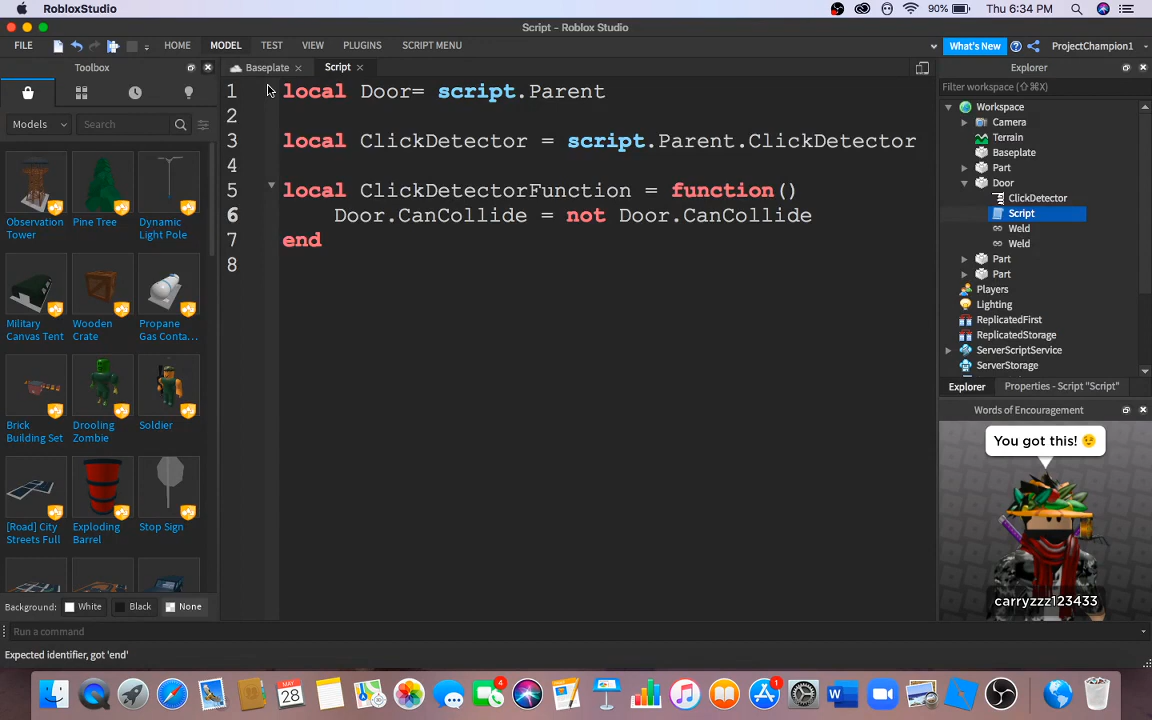 RobloxStudio
90%
Thu 6:34 PM
Script - Roblox Studio
FILE
HOME
MODEL
TEST
VIEW
PLUGINS
SCRIPT MENU
What's New
ProjectChampion1
Toolbox
Baseplate
Script
Explorer
Models
Search
Filter workspace (⇧⌘X)
1 local Door= script.Parent
2
3 local ClickDetector = script.Parent.ClickDetector
4
5 local ClickDetectorFunction = function()
6 Door.CanCollide = not Door.CanCollide
7 end
8
Observation Tower
Pine Tree
Dynamic Light Pole
Military Canvas Tent
Wooden Crate
Propane Gas Conta...
Brick Building Set
Drooling Zombie
Soldier
[Road] City Streets Full
Exploding Barrel
Stop Sign
Background:
White
Black
None
Workspace
Camera
Terrain
Baseplate
Part
Door
ClickDetector
Script
Weld
Weld
Part
Part
Players
Lighting
ReplicatedFirst
ReplicatedStorage
ServerScriptService
ServerStorage
Explorer
Properties - Script "Script"
Words of Encouragement
You got this! 😉
carryzzz123433
Run a command
Expected identifier, got 'end'
MAY
28
4
1